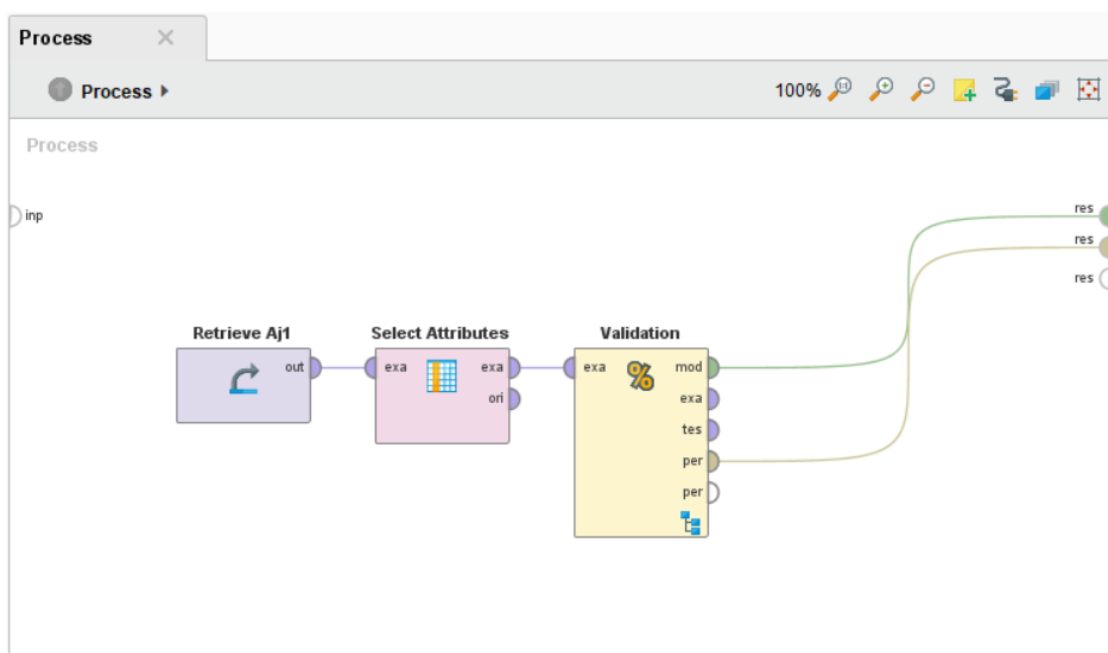 Process
Process
100%
Process
inp
res
res
res
Retrieve Aj1
Select Attributes
Validation
out
exa
exa
exa
mod
ori
exa
tes
per
per